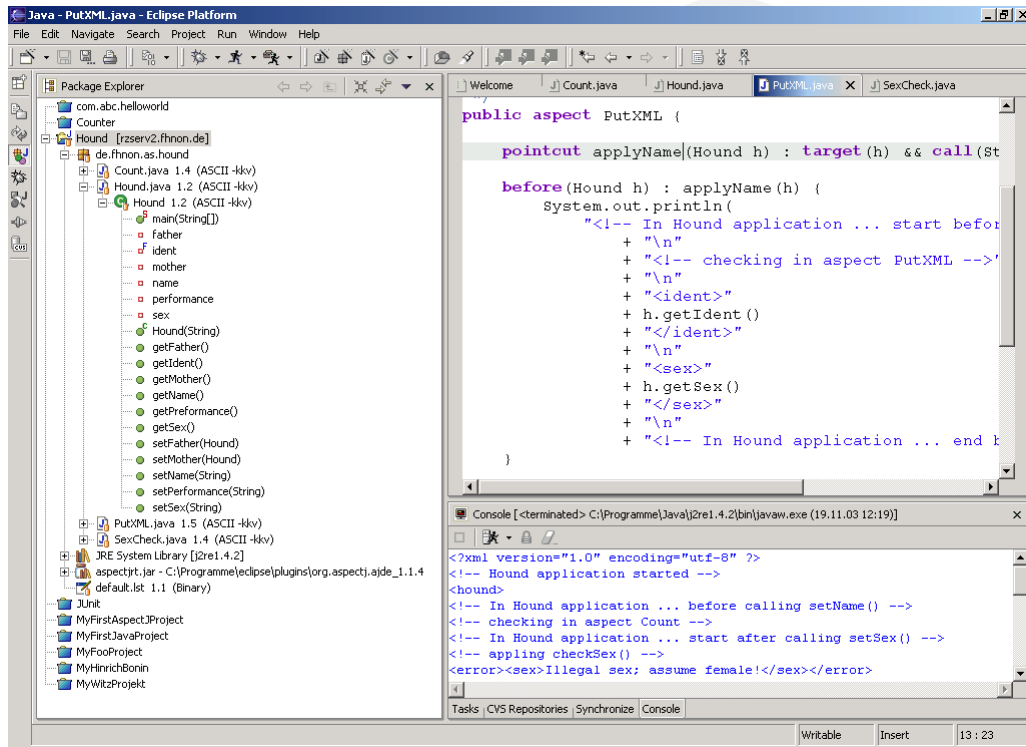 Java - PutXML.java - Eclipse Platform
File Edit Navigate Search Project Run Window Help
Package Explorer
com.abc.helloworld
Counter
Hound [rzserv2.fhnon.de]
de.fhnon.as.hound
Count.java 1.4 (ASCII -kkv)
Hound.java 1.2 (ASCII -kkv)
Hound 1.2 (ASCII -kkv)
main(String[])
father
ident
mother
name
performance
sex
Hound(String)
getFather()
getIdent()
getMother()
getName()
getPreformance()
getSex()
setFather(Hound)
setMother(Hound)
setName(String)
setPerformance(String)
setSex(String)
PutXML.java 1.5 (ASCII -kkv)
SexCheck.java 1.4 (ASCII -kkv)
JRE System Library [j2re1.4.2]
aspectjrt.jar - C:\Programme\eclipse\plugins\org.aspectj.ajde_1.1.4
default.lst 1.1 (Binary)
JUnit
MyFirstAspectJProject
MyFirstJavaProject
MyFooProject
MyHinrichBonin
MyWitzProjekt
Welcome Count.java Hound.java PutXML.java SexCheck.java
*/
public aspect PutXML {
pointcut applyName(Hound h) : target(h) && call(St
before(Hound h) : applyName(h) {
System.out.println(
"<!-- In Hound application ... start befor
+ "\n"
+ "<!-- checking in aspect PutXML -->"
+ "\n"
+ "<ident>"
+ h.getIdent()
+ "</ident>"
+ "\n"
+ "<sex>"
+ h.getSex()
+ "</sex>"
+ "\n"
+ "<!-- In Hound application ... end b
}
Console [<terminated> C:\Programme\Java\j2re1.4.2\bin\javaw.exe (19.11.03 12:19)]
<?xml version="1.0" encoding="utf-8" ?>
<!-- Hound application started -->
<hound>
<!-- In Hound application ... before calling setName() -->
<!-- checking in aspect Count -->
<!-- In Hound application ... start after calling setSex() -->
<!-- appling checkSex() -->
<error><sex>Illegal sex; assume female!</sex></error>
Tasks CVS Repositories Synchronize Console
Writable Insert 13 : 23